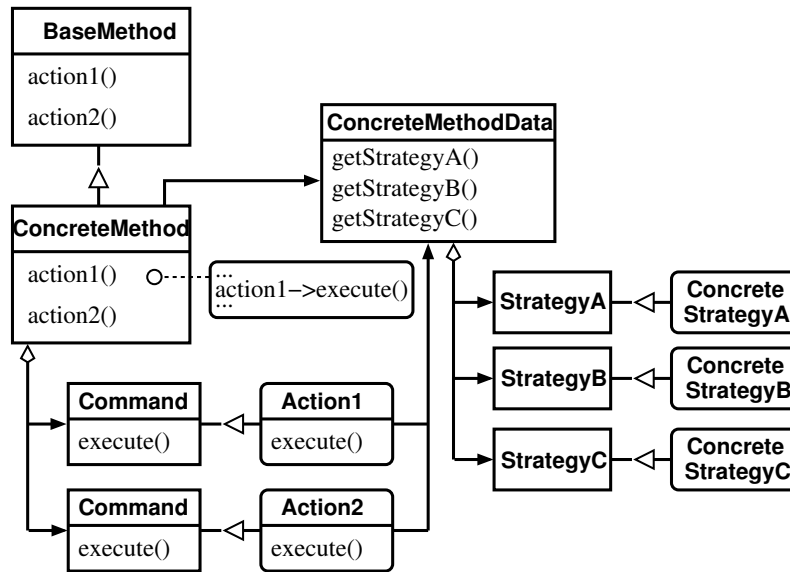 BaseMethod
action1()
action2()
ConcreteMethodData
getStrategyA()
getStrategyB()
getStrategyC()
ConcreteMethod
action1()
action2()
...
action1->execute()
...
StrategyA
Concrete
StrategyA
StrategyB
Concrete
StrategyB
StrategyC
Concrete
StrategyC
Command
execute()
Action1
execute()
Command
execute()
Action2
execute()